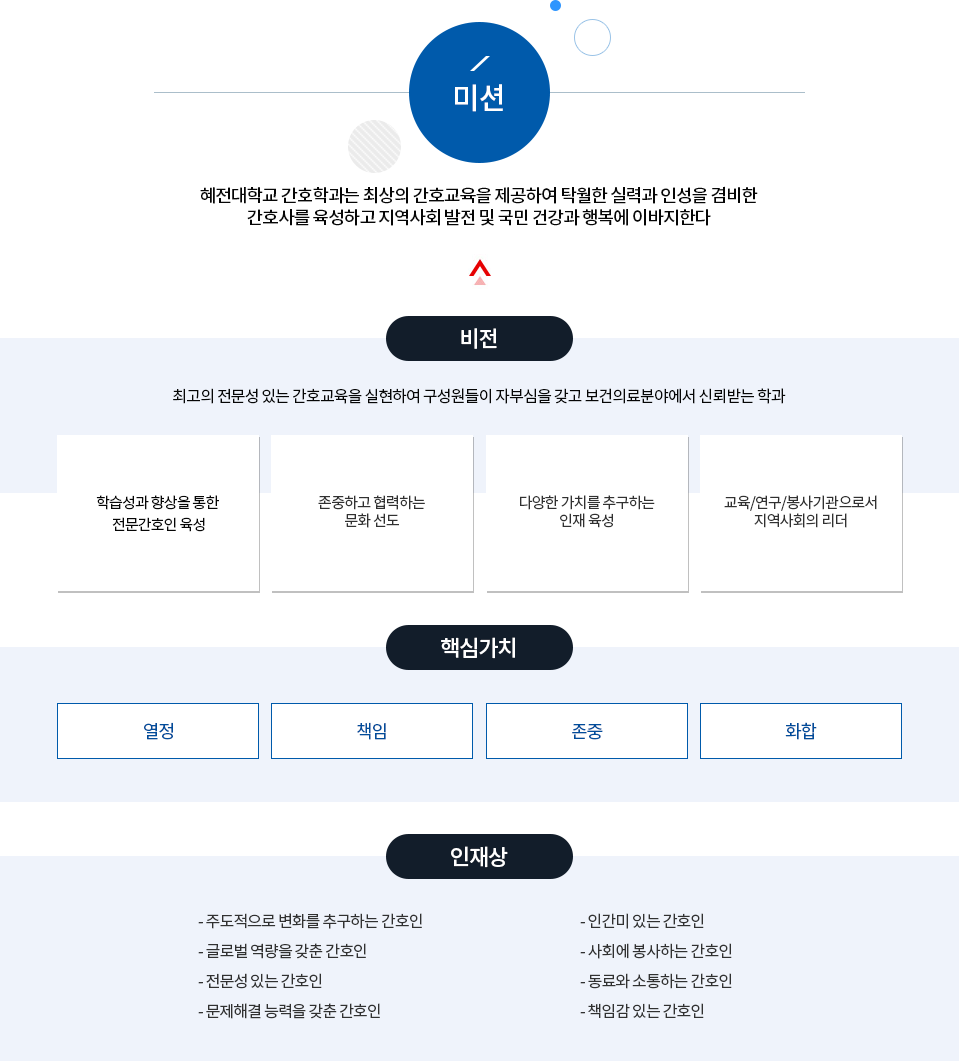 미션
혜전대학교 간호학과는 최상의 간호교육을 제공하여 탁월한 실력과 인성을 겸비한
간호사를 육성하고 지역사회 발전 및 국민 건강과 행복에 이바지한다
비전
최고의 전문성 있는 간호교육을 실현하여 구성원들이 자부심을 갖고 보건의료분야에서 신뢰받는 학과
학습성과 향상을 통한
전문간호인 육성
존중하고 협력하는
문화 선도
다양한 가치를 추구하는
인재 육성
교육/연구/봉사기관으로서
지역사회의 리더
핵심가치
열정
책임
존중
화합
인재상
- 주도적으로 변화를 추구하는 간호인
- 글로벌 역량을 갖춘 간호인
- 전문성 있는 간호인
- 문제해결 능력을 갖춘 간호인
- 인간미 있는 간호인
- 사회에 봉사하는 간호인
- 동료와 소통하는 간호인
- 책임감 있는 간호인